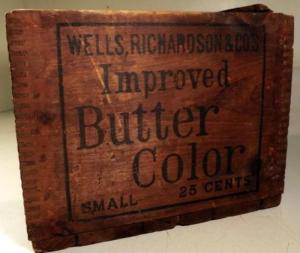 WELLS, RICHARDSON & CO'S
Improved
Butter
Color
SMALL 25 CENTS